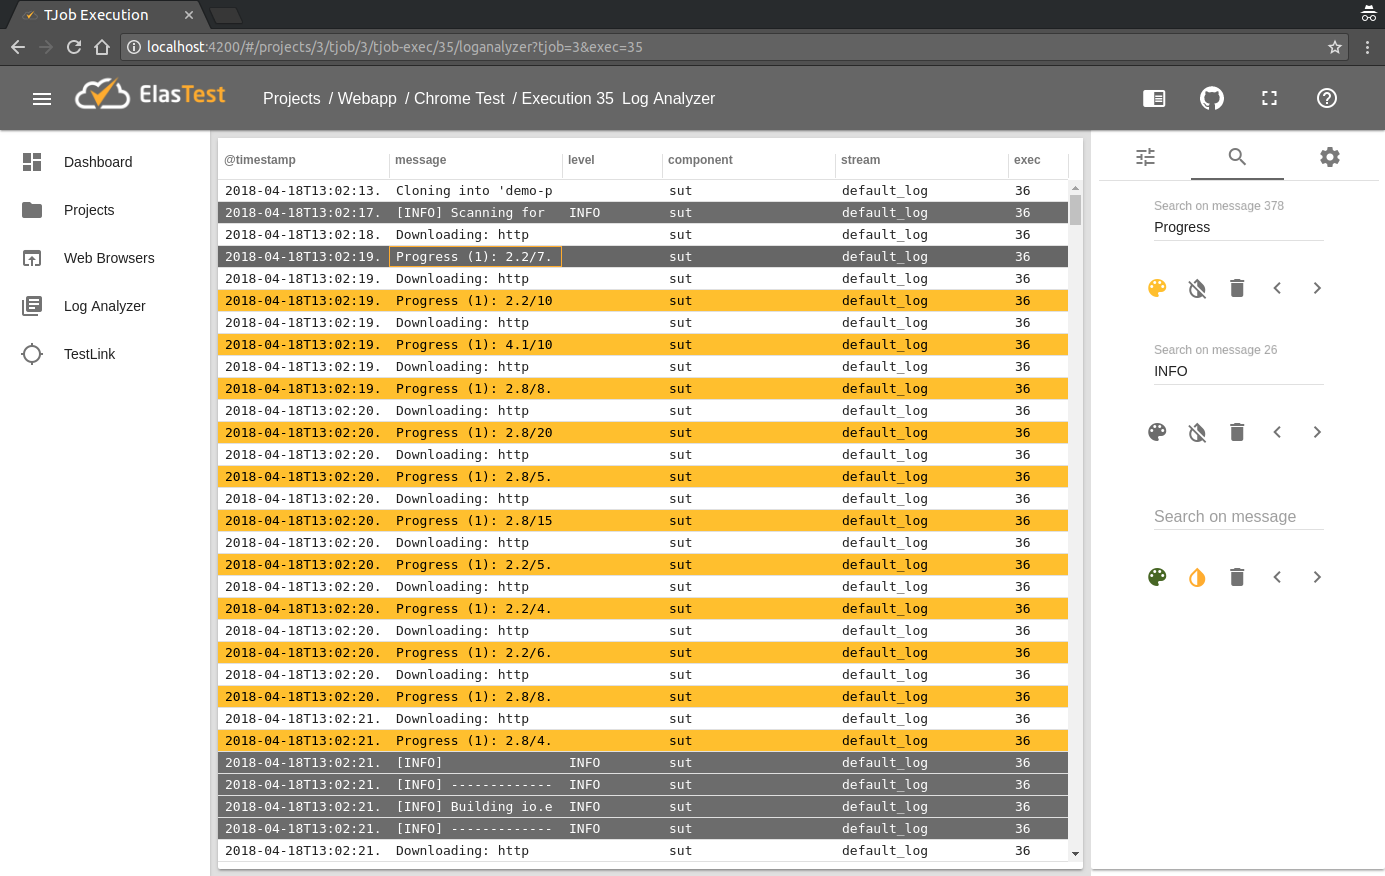 TJob Execution
localhost:4200/#/projects/3/tjob/3/tjob-exec/35/loganalyzer?tjob=3&exec=35
ElasTest
Projects / Webapp / Chrome Test / Execution 35 Log Analyzer
Dashboard
Projects
Web Browsers
Log Analyzer
TestLink
@timestamp message level component stream exec
2018-04-18T13:02:13. Cloning into 'demo-p sut default_log 36
2018-04-18T13:02:17. [INFO] Scanning for INFO sut default_log 36
2018-04-18T13:02:18. Downloading: http sut default_log 36
2018-04-18T13:02:19. Progress (1): 2.2/7. sut default_log 36
2018-04-18T13:02:19. Downloading: http sut default_log 36
2018-04-18T13:02:19. Progress (1): 2.2/10 sut default_log 36
2018-04-18T13:02:19. Downloading: http sut default_log 36
2018-04-18T13:02:19. Progress (1): 4.1/10 sut default_log 36
2018-04-18T13:02:19. Downloading: http sut default_log 36
2018-04-18T13:02:19. Progress (1): 2.8/8. sut default_log 36
2018-04-18T13:02:20. Downloading: http sut default_log 36
2018-04-18T13:02:20. Progress (1): 2.8/20 sut default_log 36
2018-04-18T13:02:20. Downloading: http sut default_log 36
2018-04-18T13:02:20. Progress (1): 2.8/5. sut default_log 36
2018-04-18T13:02:20. Downloading: http sut default_log 36
2018-04-18T13:02:20. Progress (1): 2.8/15 sut default_log 36
2018-04-18T13:02:20. Downloading: http sut default_log 36
2018-04-18T13:02:20. Progress (1): 2.2/5. sut default_log 36
2018-04-18T13:02:20. Downloading: http sut default_log 36
2018-04-18T13:02:20. Progress (1): 2.2/4. sut default_log 36
2018-04-18T13:02:20. Downloading: http sut default_log 36
2018-04-18T13:02:20. Progress (1): 2.2/6. sut default_log 36
2018-04-18T13:02:20. Downloading: http sut default_log 36
2018-04-18T13:02:20. Progress (1): 2.8/8. sut default_log 36
2018-04-18T13:02:21. Downloading: http sut default_log 36
2018-04-18T13:02:21. Progress (1): 2.8/4. sut default_log 36
2018-04-18T13:02:21. [INFO] INFO sut default_log 36
2018-04-18T13:02:21. [INFO] ------------- INFO sut default_log 36
2018-04-18T13:02:21. [INFO] Building io.e INFO sut default_log 36
2018-04-18T13:02:21. [INFO] ------------- INFO sut default_log 36
2018-04-18T13:02:21. Downloading: http sut default_log 36
Search on message 378
Progress
Search on message 26
INFO
Search on message